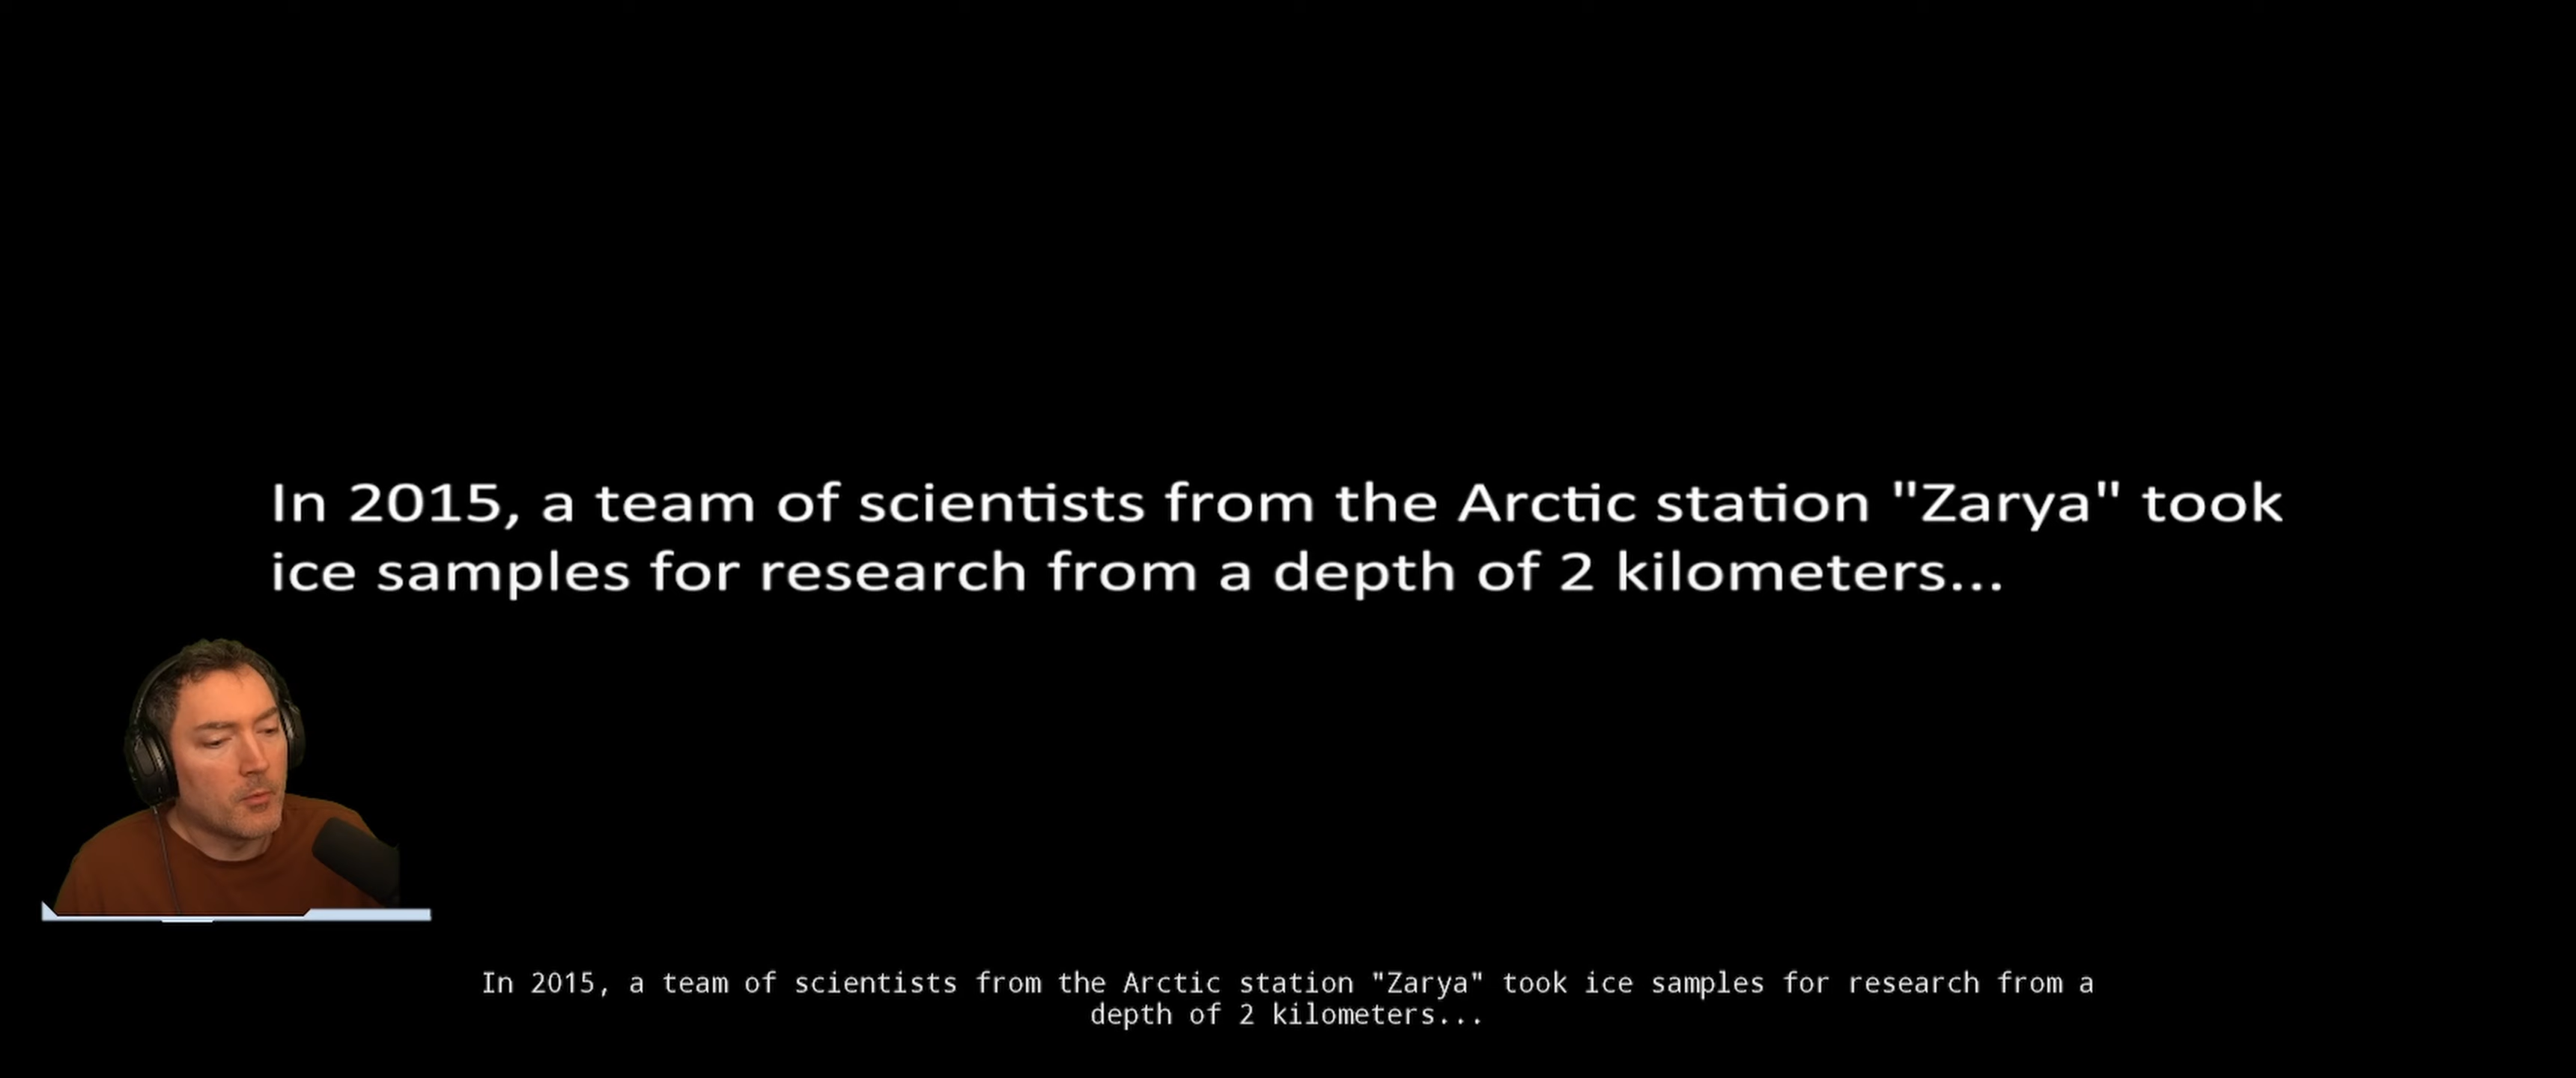 In 2015, a team of scientists from the Arctic station "Zarya" took
ice samples for research from a depth of 2 kilometers...
In 2015, a team of scientists from the Arctic station "Zarya" took ice samples for research from a
depth of 2 kilometers...